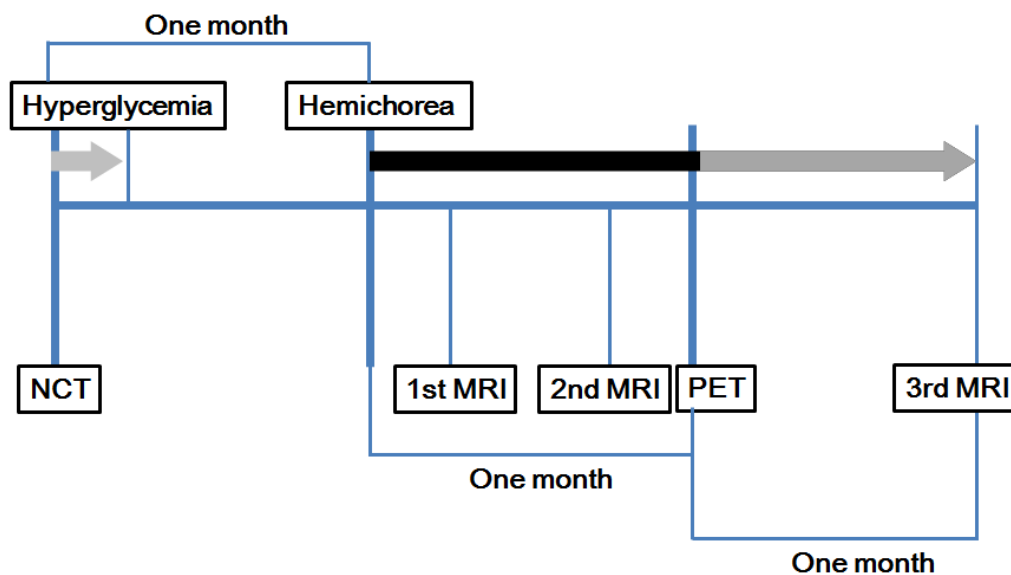 One month
Hyperglycemia
Hemichorea
NCT
1st MRI
2nd MRI
PET
3rd MRI
One month
One month